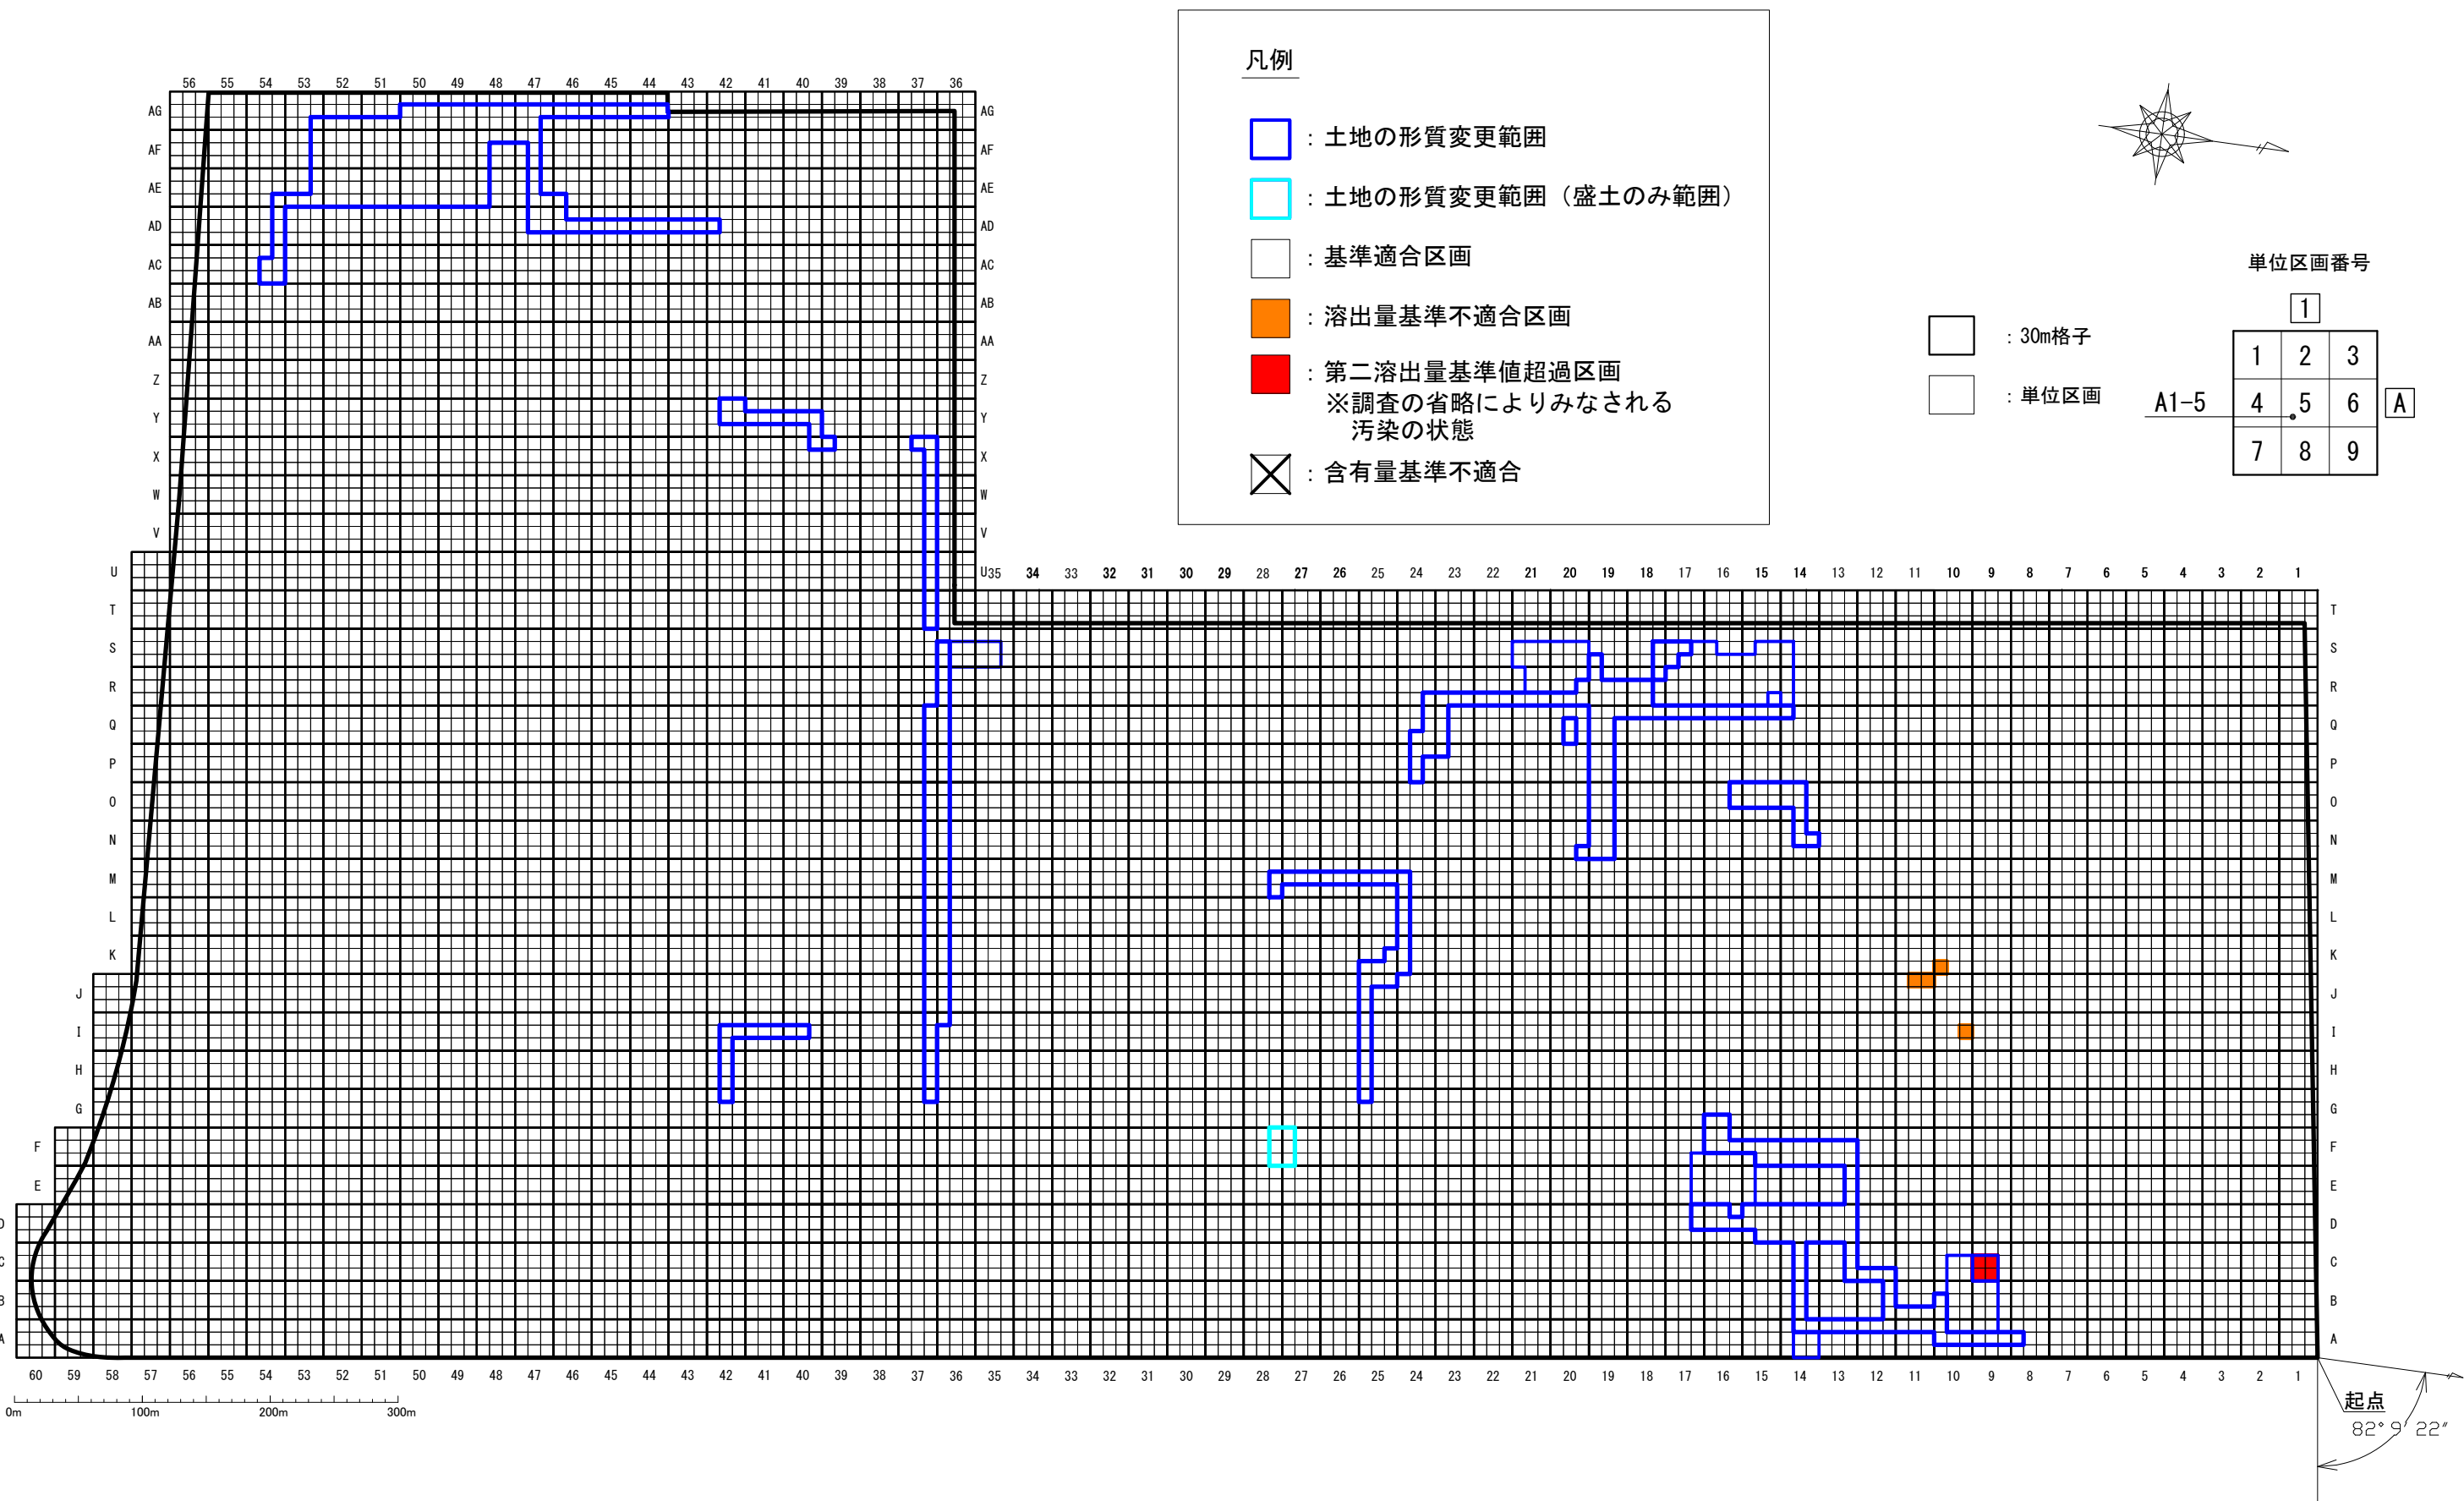 凡例
：土地の形質変更範囲
：土地の形質変更範囲（盛土のみ範囲）
：基準適合区画
：溶出量基準不適合区画
：第二溶出量基準値超過区画
※調査の省略によりみなされる
汚染の状態
：含有量基準不適合
：30m格子
：単位区画
単位区画番号
1
1 2 3
A1-5 4 5 6 A
7 8 9
56 55 54 53 52 51 50 49 48 47 46 45 44 43 42 41 40 39 38 37 36
AG AG
AF AF
AE AE
AD AD
AC AC
AB AB
AA AA
Z Z
Y Y
X X
W W
V V
U U 35 34 33 32 31 30 29 28 27 26 25 24 23 22 21 20 19 18 17 16 15 14 13 12 11 10 9 8 7 6 5 4 3 2 1
T T
S S
R R
Q Q
P P
O O
N N
M M
L L
K K
J J
I I
H H
G G
F F
E E
D D
C C
B B
A A
60 59 58 57 56 55 54 53 52 51 50 49 48 47 46 45 44 43 42 41 40 39 38 37 36 35 34 33 32 31 30 29 28 27 26 25 24 23 22 21 20 19 18 17 16 15 14 13 12 11 10 9 8 7 6 5 4 3 2 1
0m 100m 200m 300m
起点
82°9′22″